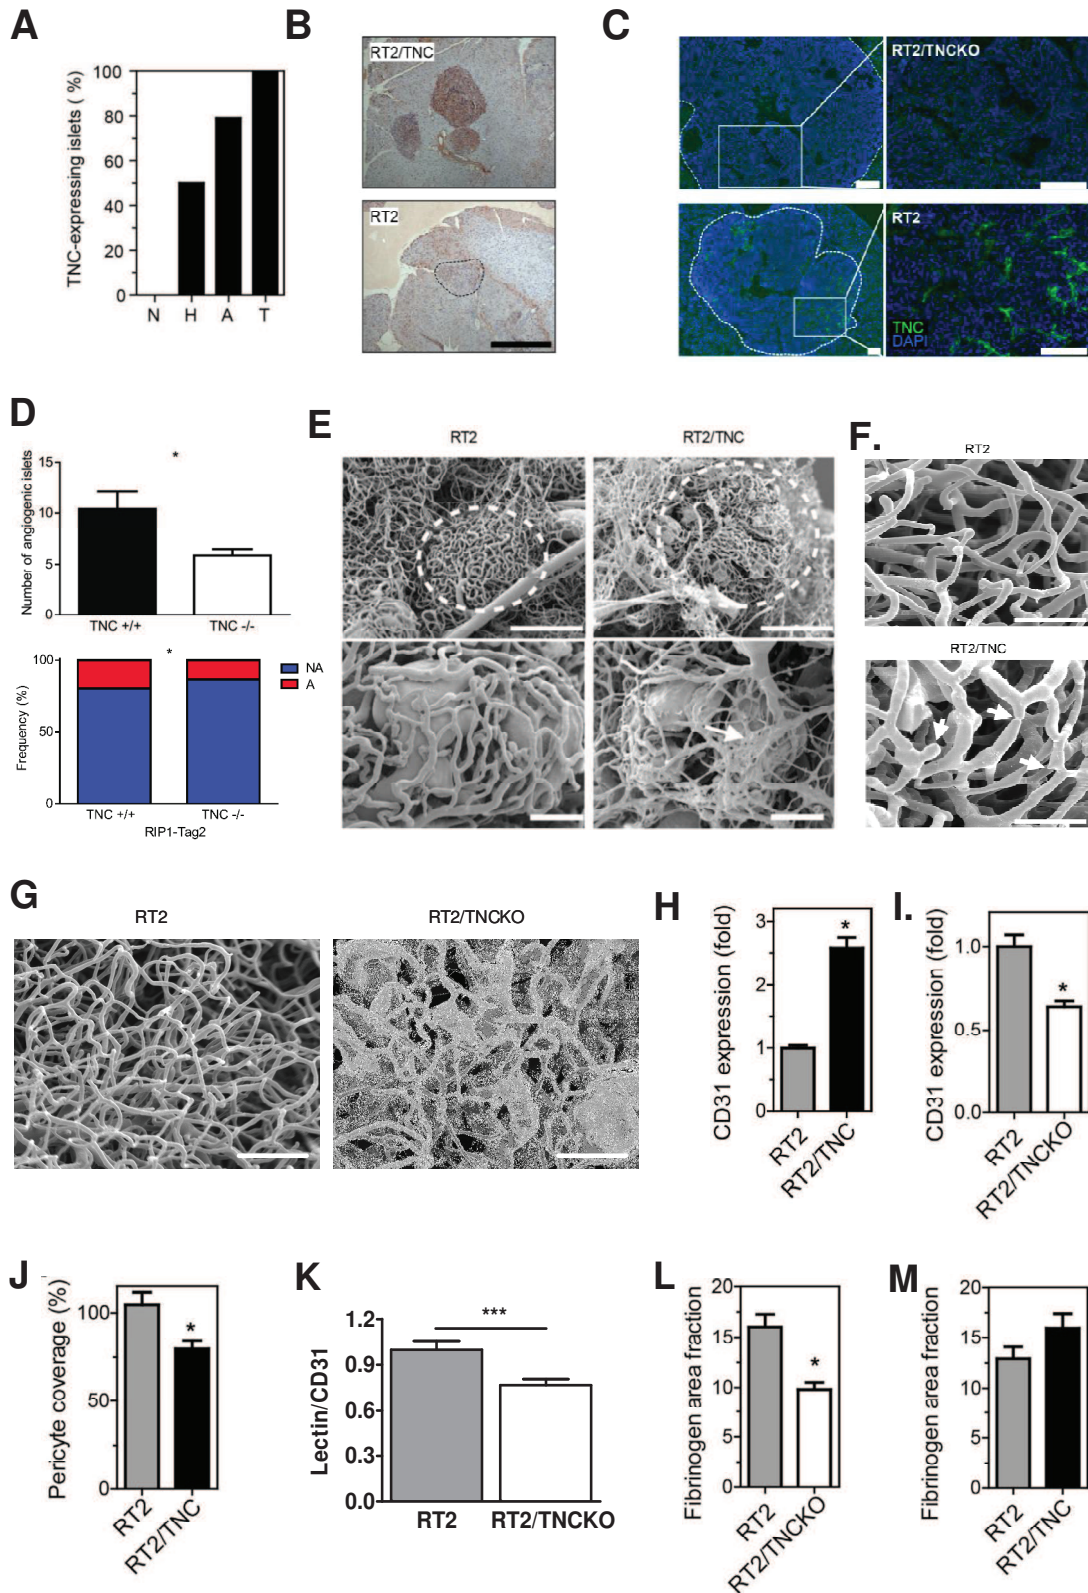 A
TNC-expressing islets (%)
100
80
60
40
20
0
N H A T
B
RT2/TNC
RT2
C
RT2/TNCKO
RT2
TNC
DAPI
D
*
Number of angiogenic islets
15
10
5
0
TNC +/+ TNC -/-
*
Frequency (%)
100
50
0
NA
A
TNC +/+ TNC -/-
RIP1-Tag2
E
RT2 RT2/TNC
F.
RT2
RT2/TNC
G
RT2 RT2/TNCKO
H
CD31 expression (fold)
3
2
1
0
*
RT2
RT2/TNC
I.
CD31 expression (fold)
1.0
0.5
0.0
*
RT2
RT2/TNCKO
J
Pericyte coverage (%)
100
50
0
*
RT2
RT2/TNC
K
Lectin/CD31
1.2
0.9
0.6
0.3
0.0
***
RT2 RT2/TNCKO
L
Fibrinogen area fraction
20
15
10
5
0
*
RT2
RT2/TNCKO
M
Fibrinogen area fraction
20
15
10
5
0
RT2
RT2/TNC